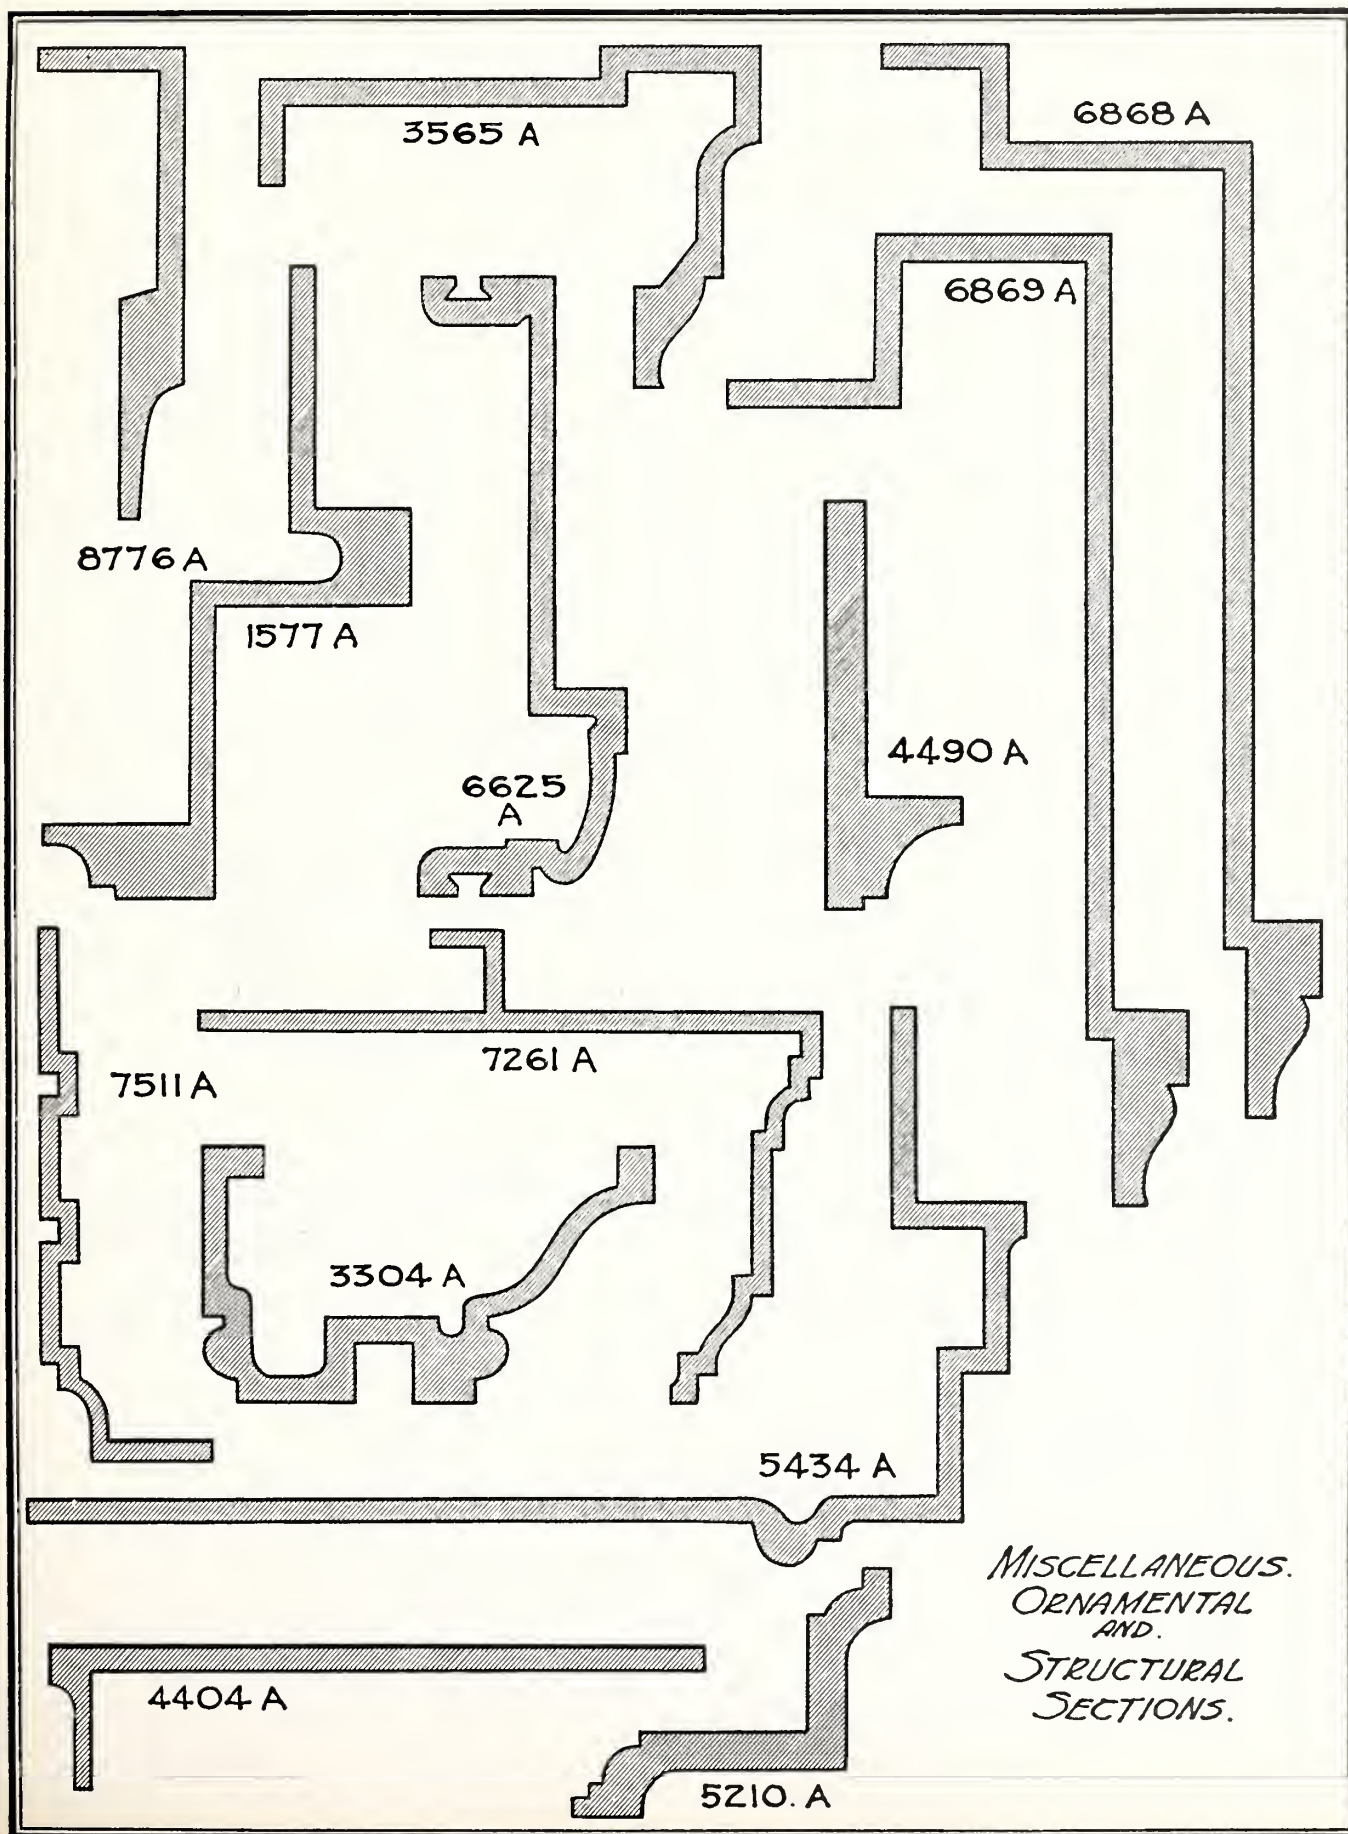 3565 A
6868 A
6869 A
8776 A
1577 A
4490 A
6625
A
7261 A
7511 A
3304 A
5434 A
MISCELLANEOUS.
ORNAMENTAL
AND.
STRUCTURAL
SECTIONS.
4404 A
5210. A